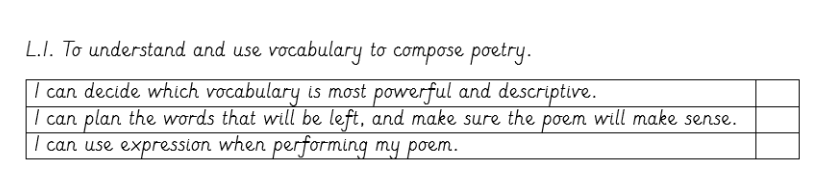 L.I. To understand and use vocabulary to compose poetry.
I can decide which vocabulary is most powerful and descriptive.
I can plan the words that will be left, and make sure the poem will make sense.
I can use expression when performing my poem.